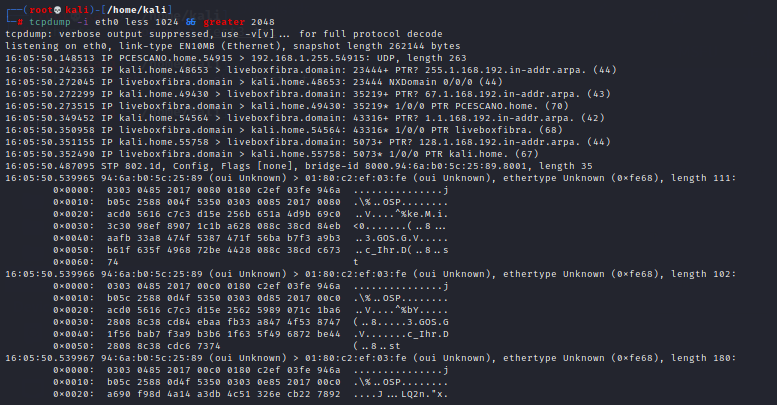 (root💀kali)-[/home/kali]
# tcpdump -i eth0 less 1024 && greater 2048
tcpdump: verbose output suppressed, use -v[v]... for full protocol decode
listening on eth0, link-type EN10MB (Ethernet), snapshot length 262144 bytes
16:05:50.148513 IP PCESCANO.home.54915 > 192.168.1.255.54915: UDP, length 263
16:05:50.242363 IP kali.home.48653 > liveboxfibra.domain: 23444+ PTR? 255.1.168.192.in-addr.arpa. (44)
16:05:50.272045 IP liveboxfibra.domain > kali.home.48653: 23444 NXDomain 0/0/0 (44)
16:05:50.272299 IP kali.home.49430 > liveboxfibra.domain: 35219+ PTR? 67.1.168.192.in-addr.arpa. (43)
16:05:50.273515 IP liveboxfibra.domain > kali.home.49430: 35219* 1/0/0 PTR PCESCANO.home. (70)
16:05:50.349452 IP kali.home.54564 > liveboxfibra.domain: 43316+ PTR? 1.1.168.192.in-addr.arpa. (42)
16:05:50.350958 IP liveboxfibra.domain > kali.home.54564: 43316* 1/0/0 PTR liveboxfibra. (68)
16:05:50.351155 IP kali.home.55758 > liveboxfibra.domain: 5073+ PTR? 128.1.168.192.in-addr.arpa. (44)
16:05:50.352490 IP liveboxfibra.domain > kali.home.55758: 5073* 1/0/0 PTR kali.home. (67)
16:05:50.487095 STP 802.1d, Config, Flags [none], bridge-id 8000.94:6a:b0:5c:25:89.8001, length 35
16:05:50.539965 94:6a:b0:5c:25:89 (oui Unknown) > 01:80:c2:ef:03:fe (oui Unknown), ethertype Unknown (0×fe68), length 111:
0×0000: 0303 0485 2017 0080 0180 c2ef 03fe 946a ...............j
0×0010: b05c 2588 004f 5350 0303 0085 2017 0080 .\%..OSP........
0×0020: acd0 5616 c7c3 d15e 256b 651a 4d9b 69c0 ..V....^%ke.M.i.
0×0030: 3c30 98ef 8907 1c1b a628 088c 38cd 84eb <0.......(..8...
0×0040: aafb 33a8 474f 5387 471f 56ba b7f3 a9b3 ..3.GOS.G.V.....
0×0050: b61f 635f 4968 72be 4428 088c 38cd c673 ..c_Ihr.D(..8..s
0×0060: 74 t
16:05:50.539966 94:6a:b0:5c:25:89 (oui Unknown) > 01:80:c2:ef:03:fe (oui Unknown), ethertype Unknown (0×fe68), length 102:
0×0000: 0303 0485 2017 00c0 0180 c2ef 03fe 946a ...............j
0×0010: b05c 2588 0d4f 5350 0303 0d85 2017 00c0 .\%..OSP........
0×0020: acd0 5616 c7c3 d15e 2562 5989 071c 1ba6 ..V....^%bY.....
0×0030: 2808 8c38 cd84 ebaa fb33 a847 4f53 8747 (..8.....3.GOS.G
0×0040: 1f56 bab7 f3a9 b3b6 1f63 5f49 6872 be44 .V.......c_Ihr.D
0×0050: 2808 8c38 cdc6 7374 (..8..st
16:05:50.539967 94:6a:b0:5c:25:89 (oui Unknown) > 01:80:c2:ef:03:fe (oui Unknown), ethertype Unknown (0×fe68), length 180:
0×0000: 0303 0485 2017 00c0 0180 c2ef 03fe 946a ...............j
0×0010: b05c 2588 0d4f 5350 0303 0e85 2017 00c0 .\%..OSP........
0×0020: a690 f98d 4a14 a3db 4c51 326e cb22 7892 ....J...LQ2n."x.